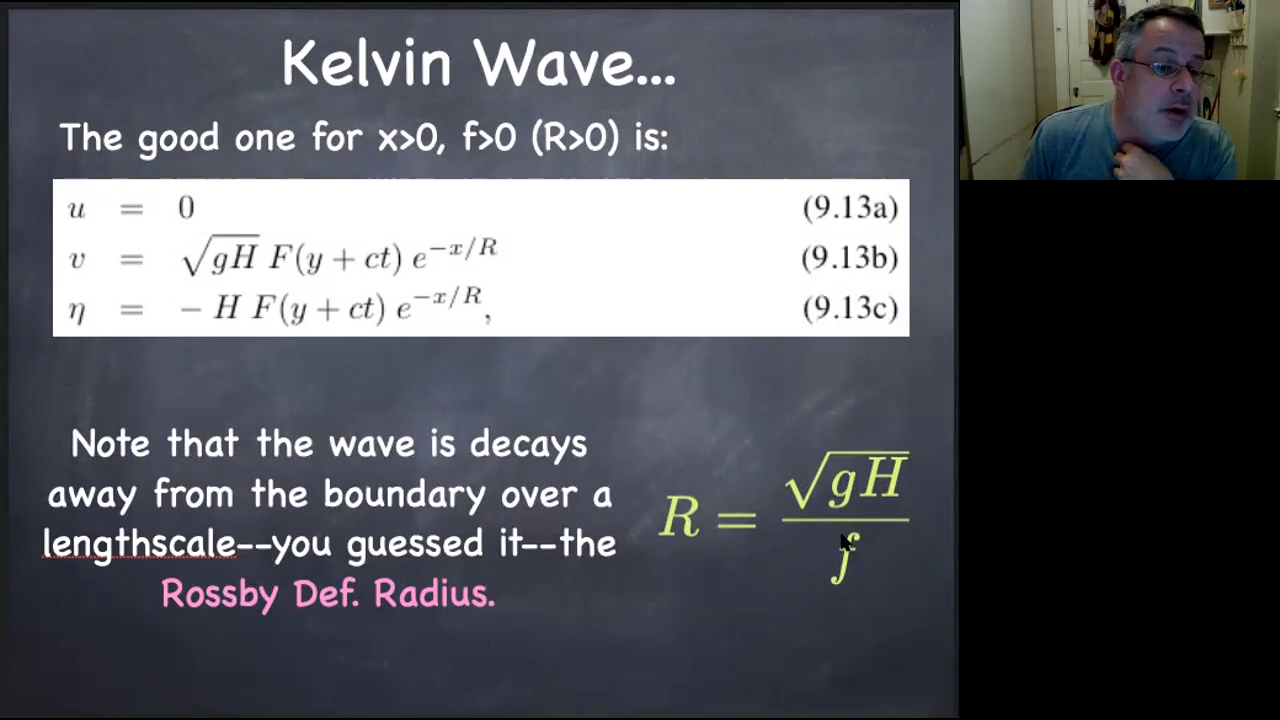 Kelvin Wave...
The good one for x>0, f>0 (R>0) is:
u = 0 (9.13a)
v = √gH F(y + ct) e^{−x/R} (9.13b)
η = − H F(y + ct) e^{−x/R}, (9.13c)
Note that the wave is decays
away from the boundary over a
lengthscale--you guessed it--the
Rossby Def. Radius.
R = √gH / f